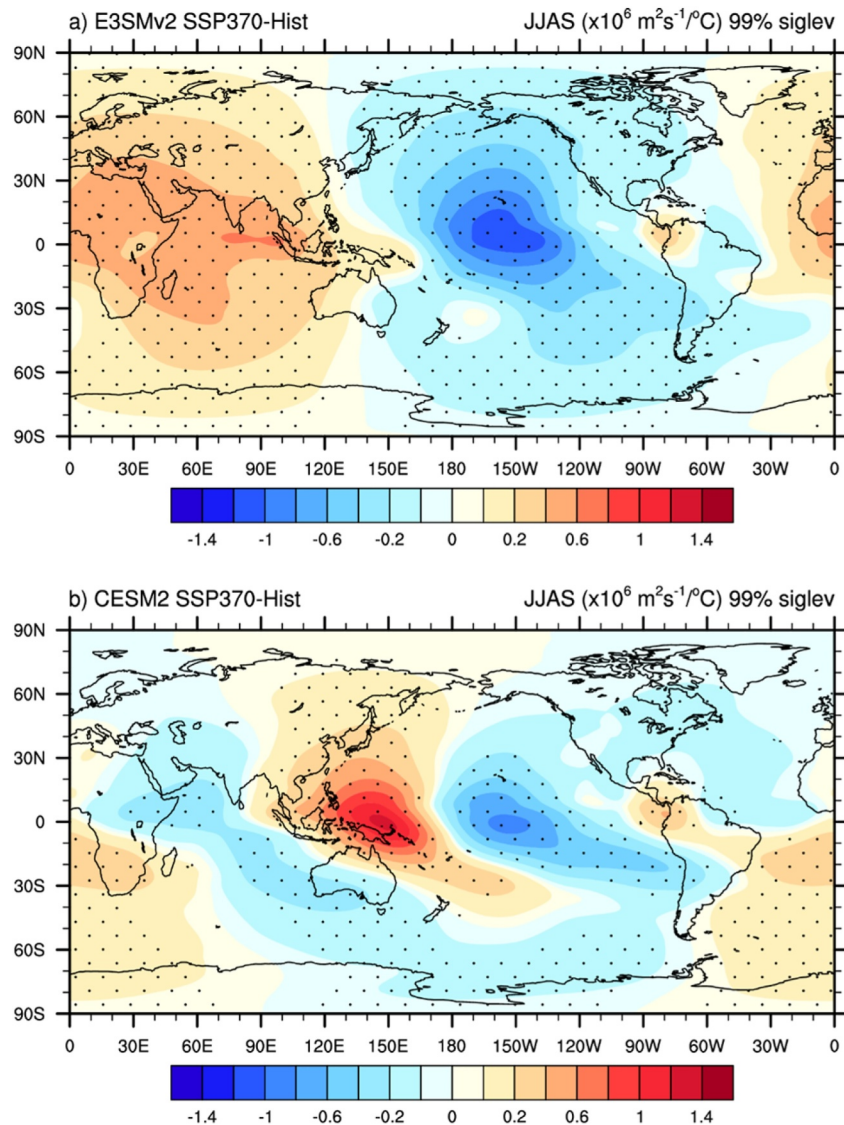 a) E3SMv2 SSP370-Hist JJAS (x10⁶ m²s⁻¹/°C) 99% siglev
90N
60N
30N
0
30S
60S
90S
0 30E 60E 90E 120E 150E 180 150W 120W 90W 60W 30W 0
-1.4 -1 -0.6 -0.2 0 0.2 0.6 1 1.4
b) CESM2 SSP370-Hist JJAS (x10⁶ m²s⁻¹/°C) 99% siglev
90N
60N
30N
0
30S
60S
90S
0 30E 60E 90E 120E 150E 180 150W 120W 90W 60W 30W 0
-1.4 -1 -0.6 -0.2 0 0.2 0.6 1 1.4